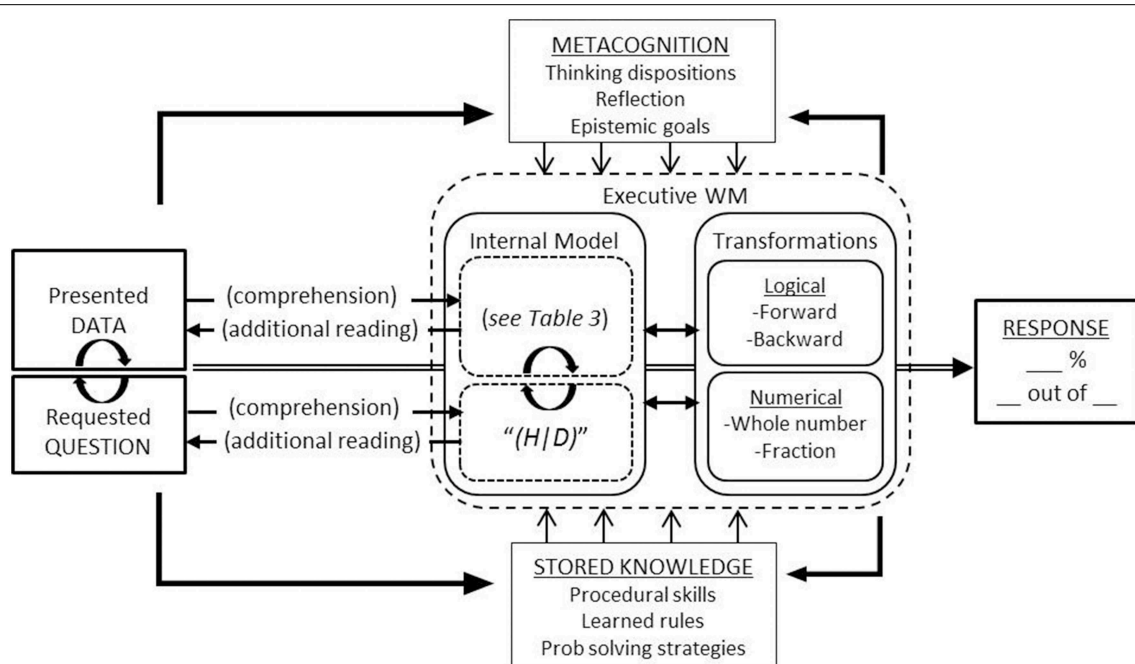 METACOGNITION
Thinking dispositions
Reflection
Epistemic goals
Executive WM
Internal Model
Transformations
Presented
DATA
(comprehension)
(additional reading)
(see Table 3)
Logical
-Forward
-Backward
RESPONSE
___ %
__ out of __
Requested
QUESTION
(comprehension)
(additional reading)
“(H|D)”
Numerical
-Whole number
-Fraction
STORED KNOWLEDGE
Procedural skills
Learned rules
Prob solving strategies